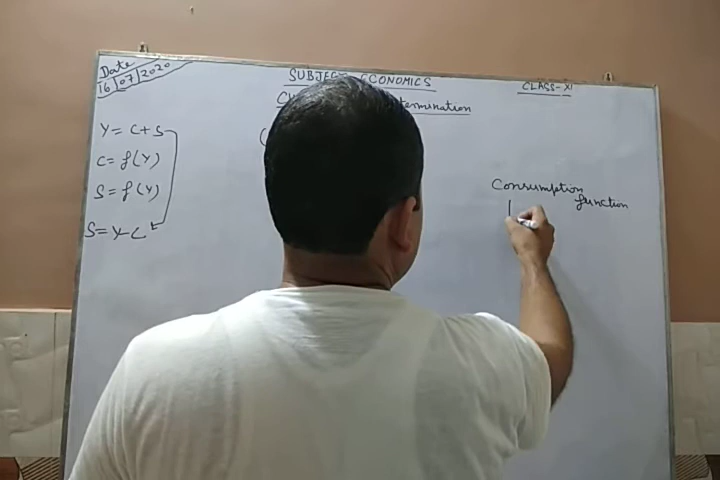 Date
16/07/2020
SUBJECT ECONOMICS
CLASS-XI
Y = C+S
C = f(Y)
S = f(Y)
S = Y-C
Consumption
function